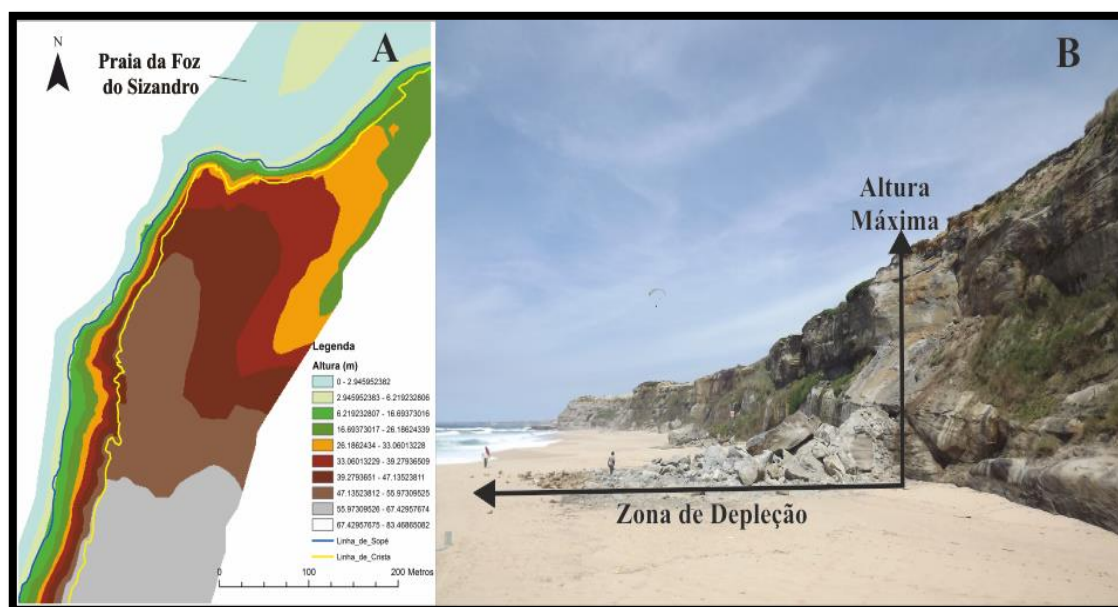 N
A
Praia da Foz
do Sizandro
Legenda
Altura (m)
0 - 2.945952382
2.945952383 - 6.219232806
6.219232807 - 16.69373016
16.69373017 - 26.18624339
26.1862434 - 33.06013228
33.06013229 - 39.27936509
39.2793651 - 47.13523811
47.13523812 - 55.97309525
55.97309526 - 67.42957674
67.42957675 - 83.46865082
Linha_de_Sopé
Linha_de_Crista
0 100 200 Metros
B
Altura
Máxima
Zona de Depleção